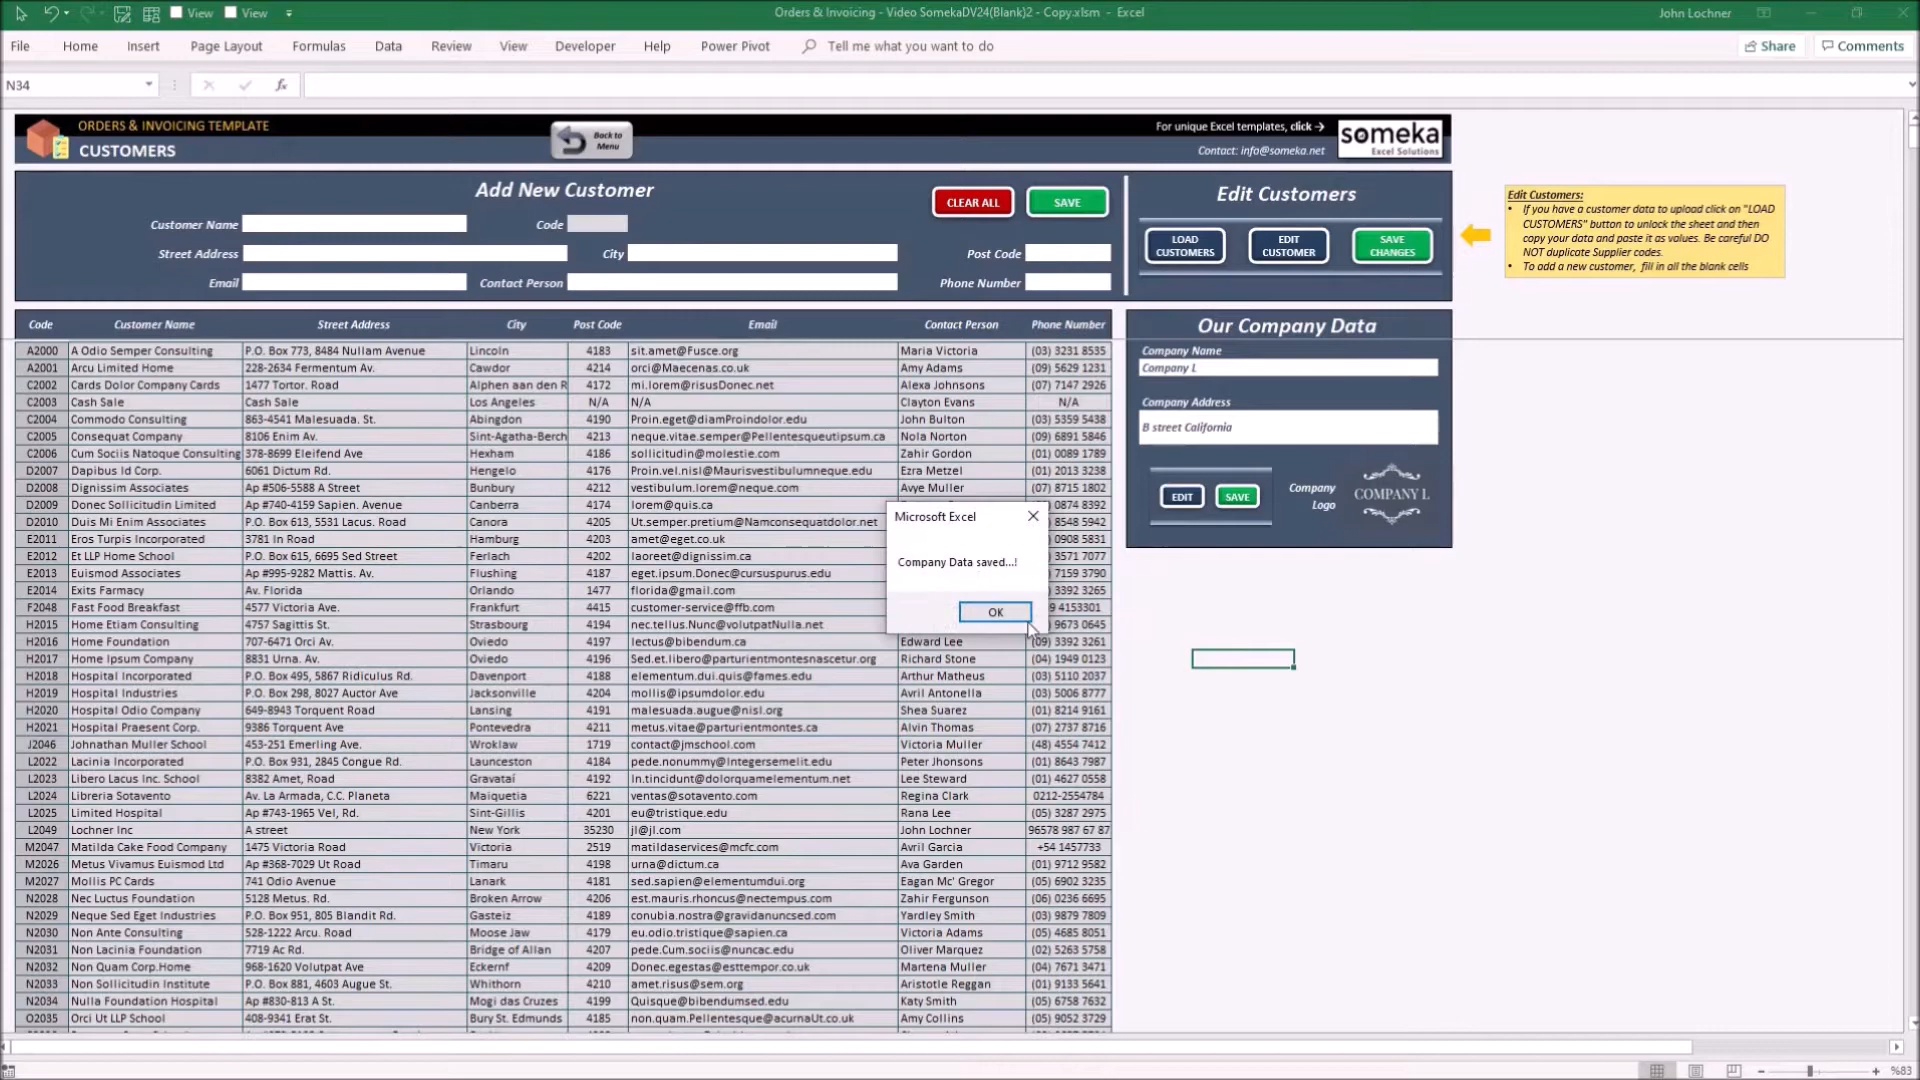 View View Orders & Invoicing - Video SomekaDV24(Blank)2 - Copy.xlsm - Excel John Lochner
File Home Insert Page Layout Formulas Data Review View Developer Help Power Pivot Tell me what you want to do Share Comments
N34 fx
ORDERS & INVOICING TEMPLATE
CUSTOMERS
Back to
Menu
For unique Excel templates, click →
Contact: info@someka.net
someka
Excel Solutions
Add New Customer
CLEAR ALL SAVE
Customer Name Code
Street Address City Post Code
Email Contact Person Phone Number
Edit Customers
LOAD CUSTOMERS EDIT CUSTOMER SAVE CHANGES
Edit Customers:
• If you have a customer data to upload click on "LOAD
CUSTOMERS" button to unlock the sheet and then
copy your data and paste it as values. Be careful DO
NOT duplicate Supplier codes.
• To add a new customer, fill in all the blank cells
Code Customer Name Street Address City Post Code Email Contact Person Phone Number
A2000 A Odio Semper Consulting P.O. Box 773, 8484 Nullam Avenue Lincoln 4183 sit.amet@Fusce.org Maria Victoria (03) 3231 8535
A2001 Arcu Limited Home 228-2634 Fermentum Av. Cawdor 4214 orci@Maecenas.co.uk Amy Adams (09) 5629 1231
C2002 Cards Dolor Company Cards 1477 Tortor. Road Alphen aan den R 4172 mi.lorem@risusDonec.net Alexa Johnsons (07) 7147 2926
C2003 Cash Sale Cash Sale Los Angeles N/A N/A Clayton Evans N/A
C2004 Commodo Consulting 863-4541 Malesuada. St. Abingdon 4190 Proin.eget@diamProindolor.edu John Bulton (03) 5359 5438
C2005 Consequat Company 8106 Enim Av. Sint-Agatha-Berch 4213 neque.vitae.semper@Pellentesqueutipsum.ca Nola Norton (09) 6891 5846
C2006 Cum Sociis Natoque Consulting 378-8699 Eleifend Ave Hexham 4186 sollicitudin@molestie.com Zahir Gordon (01) 0089 1789
D2007 Dapibus Id Corp. 6061 Dictum Rd. Hengelo 4176 Proin.vel.nisl@Maurisvestibulumneque.edu Ezra Metzel (01) 2013 3238
D2008 Dignissim Associates Ap #506-5588 A Street Bunbury 4212 vestibulum.lorem@neque.com Avye Muller (07) 8715 1802
D2009 Donec Sollicitudin Limited Ap #740-4159 Sapien. Avenue Canberra 4174 lorem@quis.ca 0874 8392
D2010 Duis Mi Enim Associates P.O. Box 613, 5531 Lacus. Road Canora 4205 Ut.semper.pretium@Namconsequatdolor.net 8548 5942
E2011 Eros Turpis Incorporated 3781 In Road Hamburg 4203 amet@eget.co.uk 0908 5831
E2012 Et LLP Home School P.O. Box 615, 6695 Sed Street Ferlach 4202 laoreet@dignissim.ca 3571 7077
E2013 Euismod Associates Ap #995-9282 Mattis. Av. Flushing 4187 eget.ipsum.Donec@cursuspurus.edu 7159 3790
E2014 Exits Farmacy Av. Florida Orlando 1477 florida@gmail.com 3392 3265
F2048 Fast Food Breakfast 4577 Victoria Ave. Frankfurt 4415 customer-service@ffb.com 9 4153301
H2015 Home Etiam Consulting 4757 Sagittis St. Strasbourg 4194 nec.tellus.Nunc@volutpatNulla.net 9673 0645
H2016 Home Foundation 707-6471 Orci Av. Oviedo 4197 lectus@bibendum.ca Edward Lee (09) 3392 3261
H2017 Home Ipsum Company 8831 Urna. Av. Oviedo 4196 Sed.et.libero@parturientmontesnascetur.org Richard Stone (04) 1949 0123
H2018 Hospital Incorporated P.O. Box 495, 5867 Ridiculus Rd. Davenport 4188 elementum.dui.quis@fames.edu Arthur Matheus (03) 5110 2037
H2019 Hospital Industries P.O. Box 298, 8027 Auctor Ave Jacksonville 4204 mollis@ipsumdolor.edu Avril Antonella (03) 5006 8777
H2020 Hospital Odio Company 649-8943 Torquent Road Lansing 4191 malesuada.augue@nisl.org Shea Suarez (01) 8214 9161
H2021 Hospital Praesent Corp. 9386 Torquent Ave Pontevedra 4211 metus.vitae@parturientmontes.ca Alvin Thomas (07) 2737 8716
J2046 Johnathan Muller School 453-251 Emerling Ave. Wroklaw 1719 contact@jmschool.com Victoria Muller (48) 4554 7412
L2022 Lacinia Incorporated P.O. Box 931, 2845 Congue Rd. Launceston 4184 pede.nonummy@Integersemelit.edu Peter Jhonsons (01) 8643 7987
L2023 Libero Lacus Inc. School 8382 Amet, Road Gravataí 4192 In.tincidunt@dolorquamelementum.net Lee Steward (01) 4627 0558
L2024 Libreria Sotavento Av. La Armada, C.C. Planeta Maiquetia 6221 ventas@sotavento.com Regina Clark 0212-2554784
L2025 Limited Hospital Ap #743-1965 Vel, Rd. Sint-Gillis 4201 eu@tristique.edu Rana Lee (05) 3287 2975
L2049 Lochner Inc A street New York 35230 jl@jl.com John Lochner 96578 987 67 87
M2047 Matilda Cake Food Company 1475 Victoria Road Victoria 2519 matildaservices@mcfc.com Avril Garcia +54 1457733
M2026 Metus Vivamus Euismod Ltd Ap #368-7029 Ut Road Timaru 4198 urna@dictum.ca Ava Garden (01) 9712 9582
M2027 Mollis PC Cards 741 Odio Avenue Lanark 4181 sed.sapien@elementumdui.org Eagan Mc' Gregor (05) 6902 3235
N2028 Nec Luctus Foundation 5128 Metus. Rd. Broken Arrow 4206 est.mauris.rhoncus@nectempus.com Zahir Fergunson (06) 0236 6695
N2029 Neque Sed Eget Industries P.O. Box 951, 805 Blandit Rd. Gasteiz 4189 conubia.nostra@gravidanuncsed.com Yardley Smith (03) 9879 7809
N2030 Non Ante Consulting 528-1222 Arcu. Road Moose Jaw 4179 eu.odio.tristique@sapien.ca Victoria Adams (05) 4685 8051
N2031 Non Lacinia Foundation 7719 Ac Rd. Bridge of Allan 4207 pede.Cum.sociis@nuncac.edu Oliver Marquez (02) 5263 5758
N2032 Non Quam Corp.Home 968-1620 Volutpat Ave Eckernf 4209 Donec.egestas@esttempor.co.uk Martena Muller (04) 7671 3471
N2033 Non Sollicitudin Institute P.O. Box 881, 4603 Augue St. Whithorn 4210 amet.risus@sem.org Aristotle Reggan (01) 9133 5641
N2034 Nulla Foundation Hospital Ap #830-813 A St. Mogi das Cruzes 4199 Quisque@bibendumsed.edu Katy Smith (05) 6758 7632
O2035 Orci Ut LLP School 408-9341 Erat St. Bury St. Edmunds 4185 non.quam.Pellentesque@acurnaUt.co.uk Amy Collins (05) 9052 3729
Our Company Data
Company Name
Company L
Company Address
B street California
EDIT SAVE Company
Logo
COMPANY L
Microsoft Excel
Company Data saved...!
OK
%83